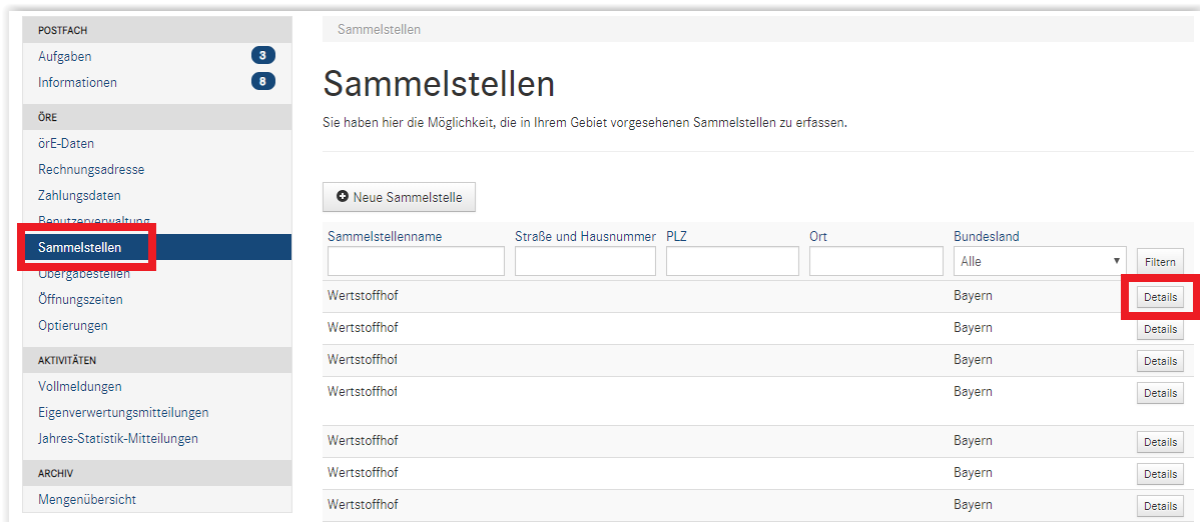 POSTFACH
Aufgaben 3
Informationen 8
ÖRE
örE-Daten
Rechnungsadresse
Zahlungsdaten
Benutzerverwaltung
Sammelstellen
Übergabestellen
Öffnungszeiten
Optierungen
AKTIVITÄTEN
Vollmeldungen
Eigenverwertungsmitteilungen
Jahres-Statistik-Mitteilungen
ARCHIV
Mengenübersicht
Sammelstellen
Sammelstellen
Sie haben hier die Möglichkeit, die in Ihrem Gebiet vorgesehenen Sammelstellen zu erfassen.
Neue Sammelstelle
Sammelstellenname Straße und Hausnummer PLZ Ort Bundesland
Alle Filtern
Wertstoffhof Bayern Details
Wertstoffhof Bayern Details
Wertstoffhof Bayern Details
Wertstoffhof Bayern Details
Wertstoffhof Bayern Details
Wertstoffhof Bayern Details
Wertstoffhof Bayern Details